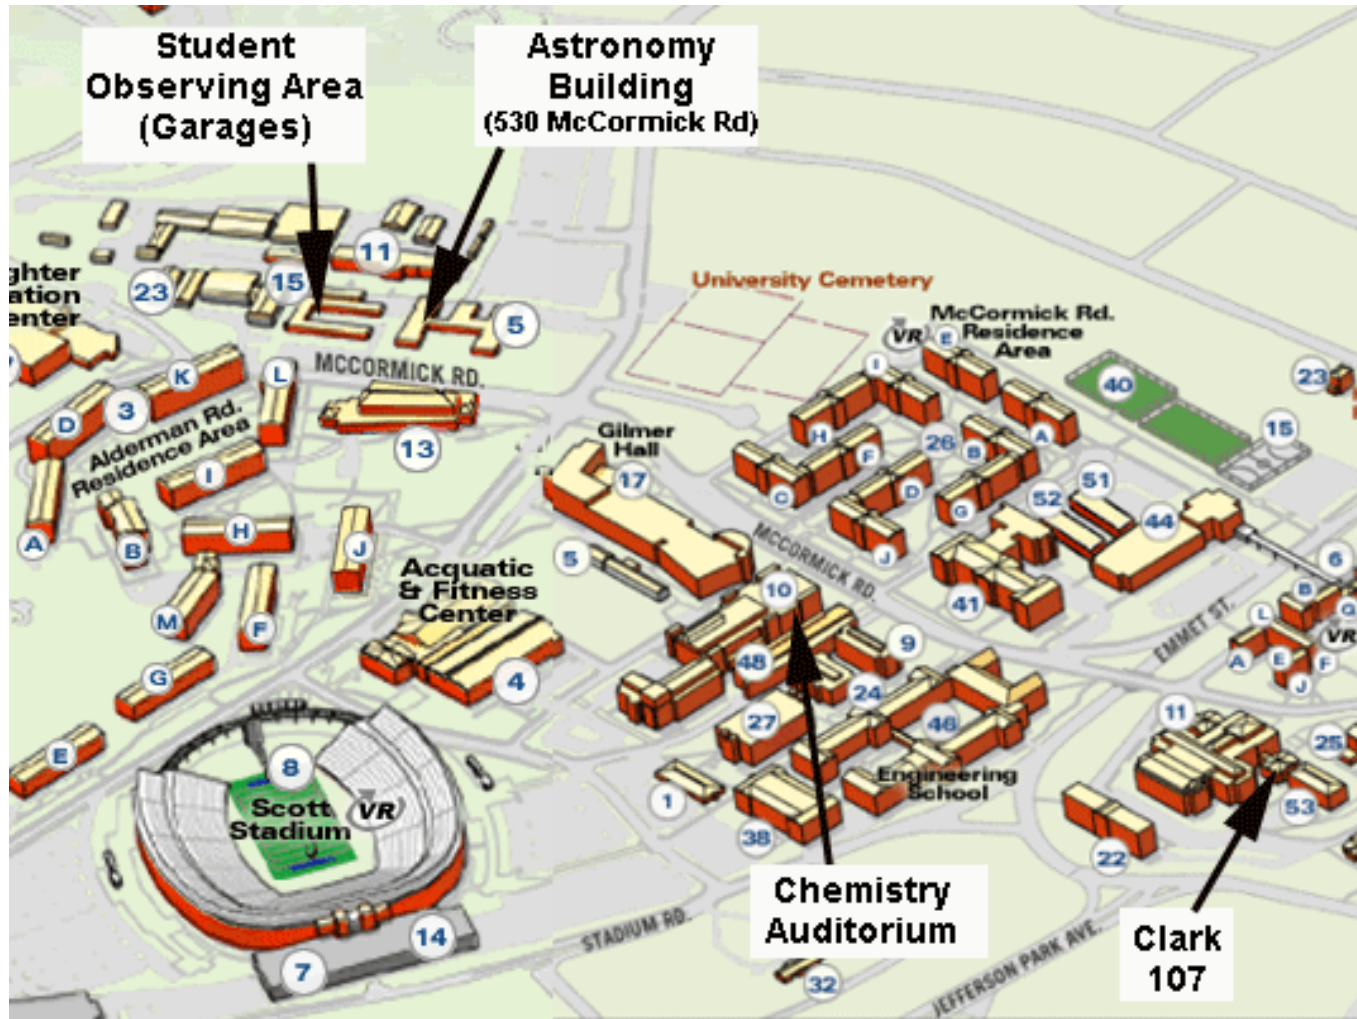 Student
Observing Area
(Garages)
Astronomy
Building
(530 McCormick Rd)
11
15
23
5
ghter
ation
enter
MCCORMICK RD.
K
L
D
3
Alderman Rd.
Residence Area
13
I
A
B
H
J
M
F
G
E
University Cemetery
McCormick Rd.
Residence
Area
VR
E
I
40
23
15
H
F
26
B
A
C
D
G
J
51
52
44
41
6
Gilmer
Hall
17
5
MCCORMICK RD.
EMMET ST.
B
G
L
VR
A
E
F
J
Acquatic
& Fitness
Center
4
10
9
48
24
27
46
Engineering
School
1
38
11
25
53
22
8
Scott
Stadium
VR
14
7
STADIUM RD.
Chemistry
Auditorium
32
JEFFERSON PARK AVE.
Clark
107